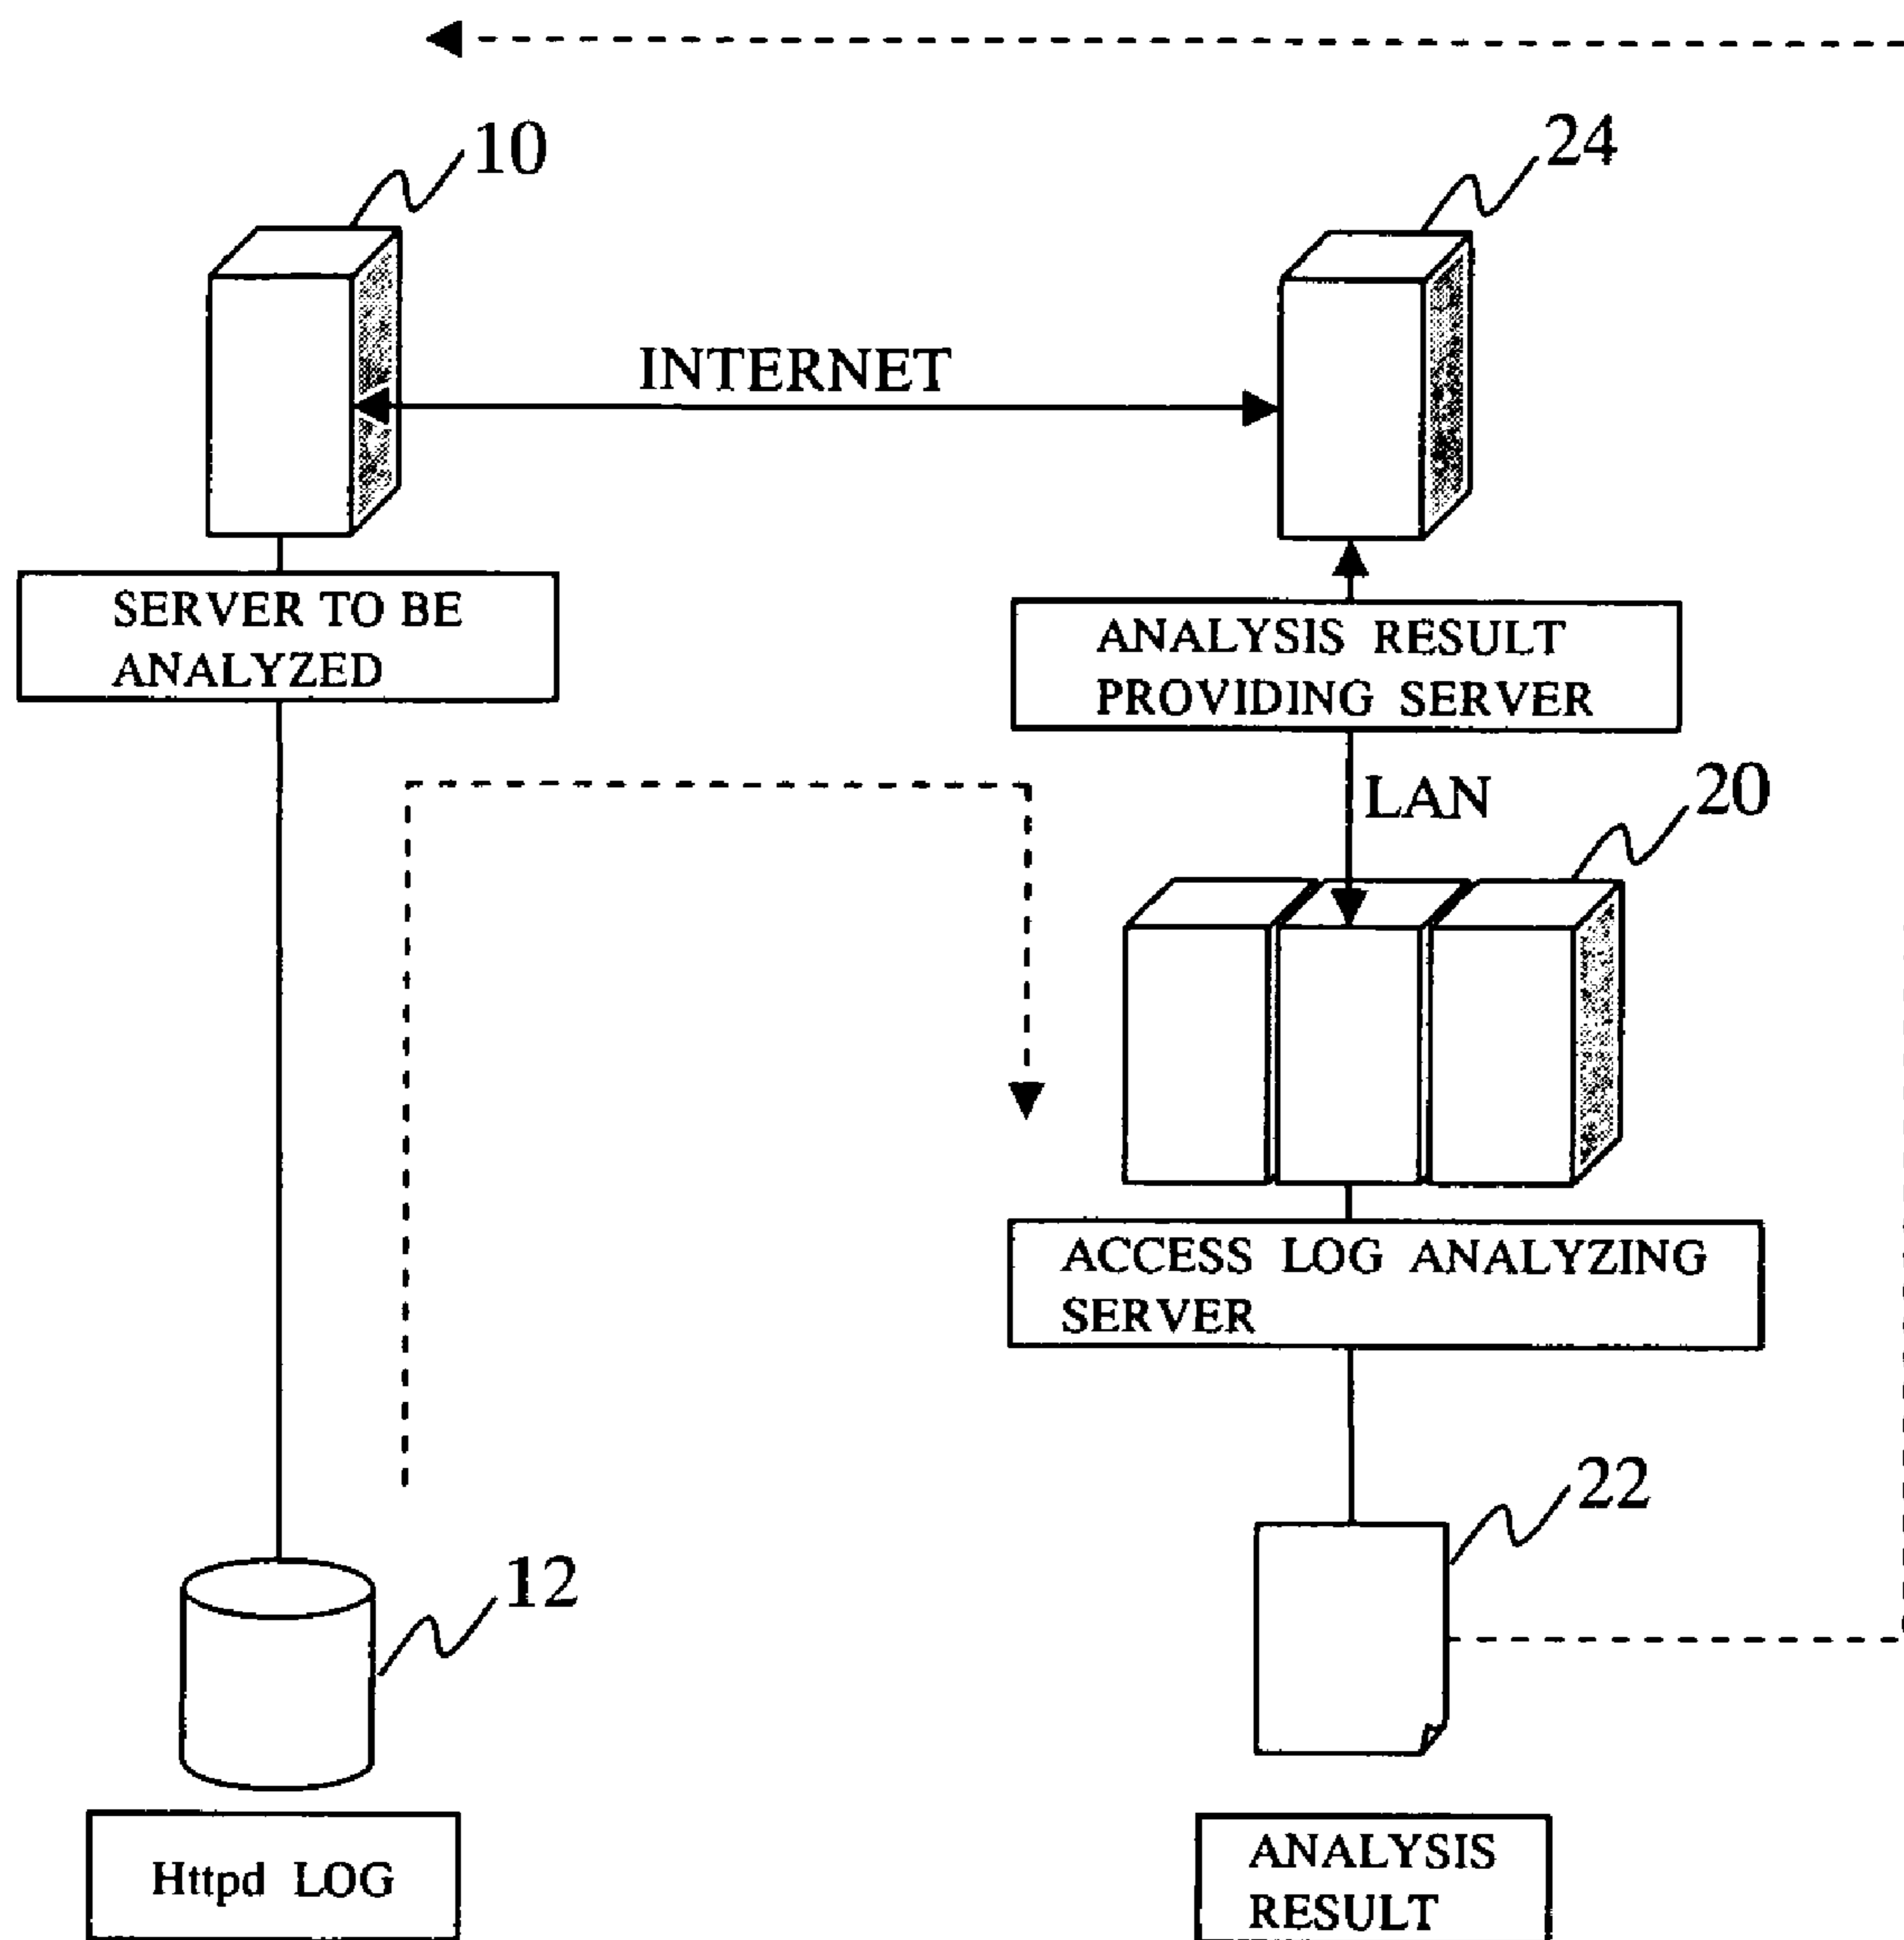 10
24
INTERNET
SERVER TO BE
ANALYZED
ANALYSIS RESULT
PROVIDING SERVER
LAN
20
ACCESS LOG ANALYZING
SERVER
22
12
Httpd LOG
ANALYSIS
RESULT